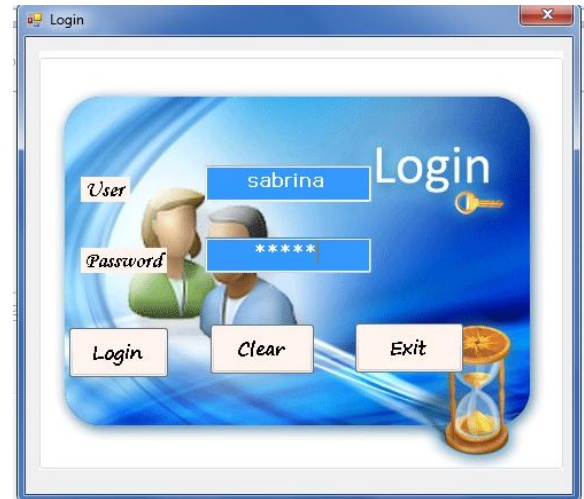 Login
Login
User sabrina
Password *****
Login Clear Exit